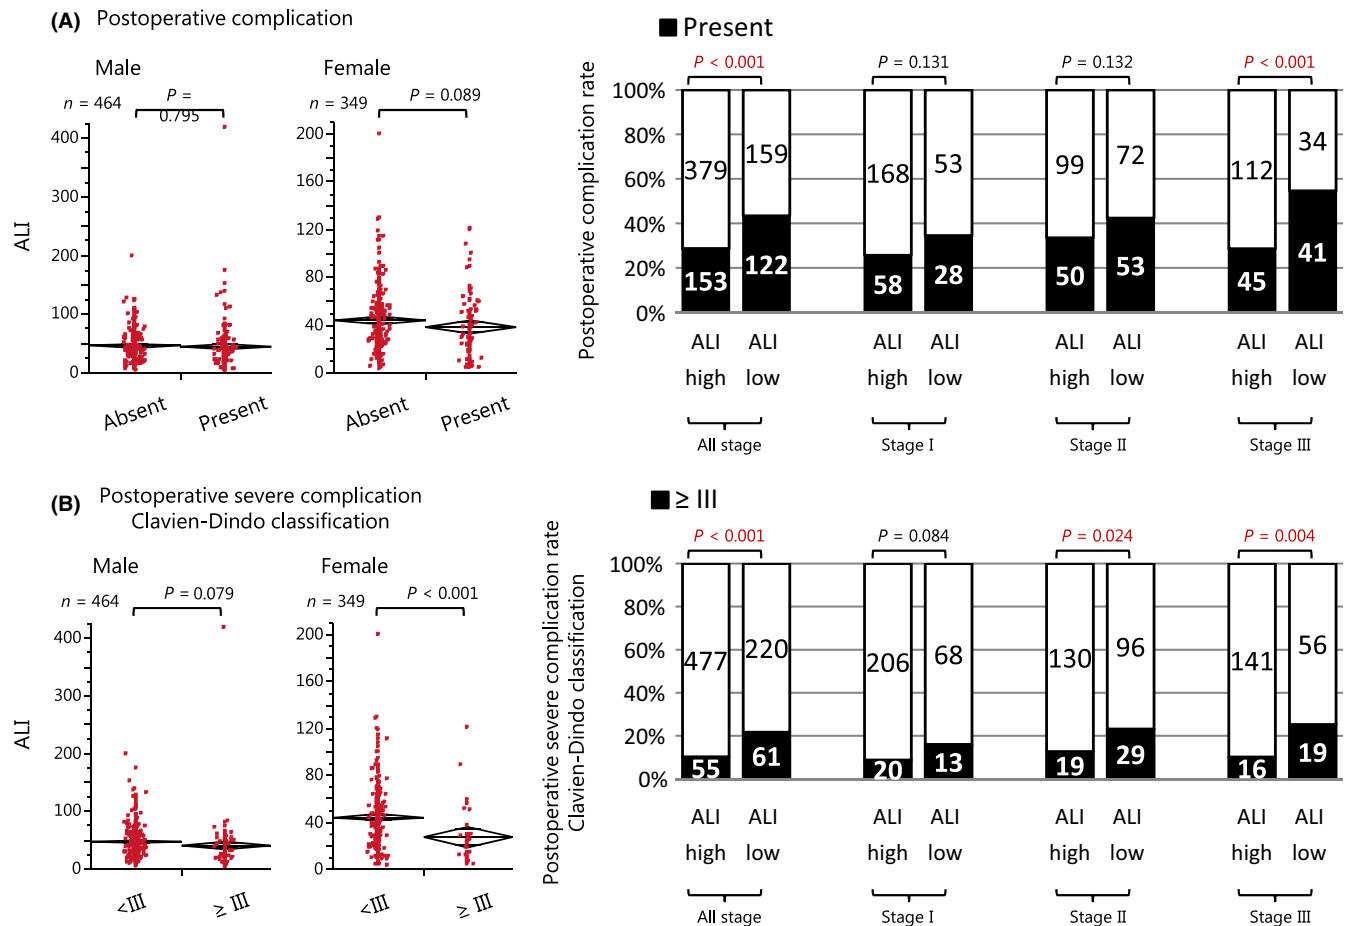 (A) Postoperative complication
Male
n = 464
P =
0.795
ALI
400
300
200
100
0
Absent
Present
Female
n = 349
P = 0.089
200
160
120
80
40
0
Absent
Present
■ Present
Postoperative complication rate
P < 0.001
P = 0.131
P = 0.132
P < 0.001
100%
80%
60%
40%
20%
0%
379
159
168
53
99
72
112
34
153
122
58
28
50
53
45
41
ALI high
ALI low
ALI high
ALI low
ALI high
ALI low
ALI high
ALI low
All stage
Stage I
Stage II
Stage III
(B) Postoperative severe complication
Clavien-Dindo classification
Male
n = 464
P = 0.079
ALI
400
300
200
100
0
<III
≥ III
Female
n = 349
P < 0.001
200
160
120
80
40
0
<III
≥ III
■ ≥ III
Postoperative severe complication rate
Clavien-Dindo classification
P < 0.001
P = 0.084
P = 0.024
P = 0.004
100%
80%
60%
40%
20%
0%
477
220
206
68
130
96
141
56
55
61
20
13
19
29
16
19
ALI high
ALI low
ALI high
ALI low
ALI high
ALI low
ALI high
ALI low
All stage
Stage I
Stage II
Stage III